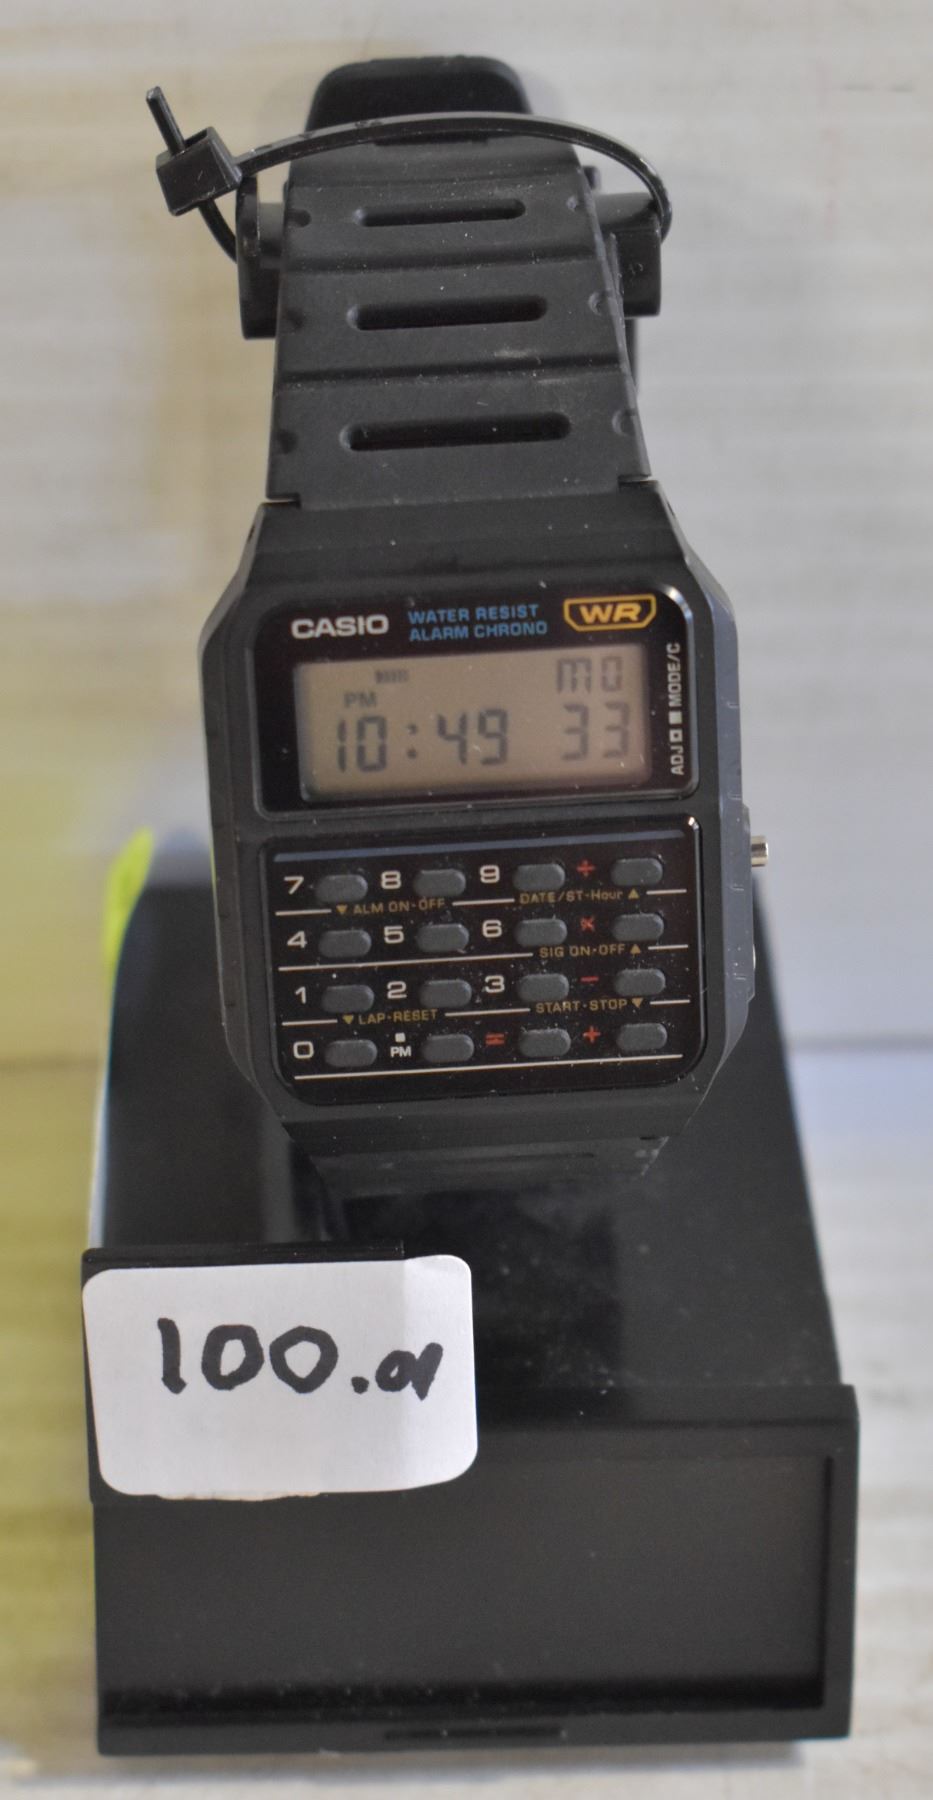 CASIO WATER RESIST WR
ALARM CHRONO
MO
PM
10:49 33
ADJ MODE/C
7 8 9 ÷
▼ ALM ON-OFF DATE/ST-Hour ▲
4 5 6 ×
SIG ON-OFF ▲
1 2 3 −
▼ LAP-RESET START-STOP ▼
0 . PM = +
100.01